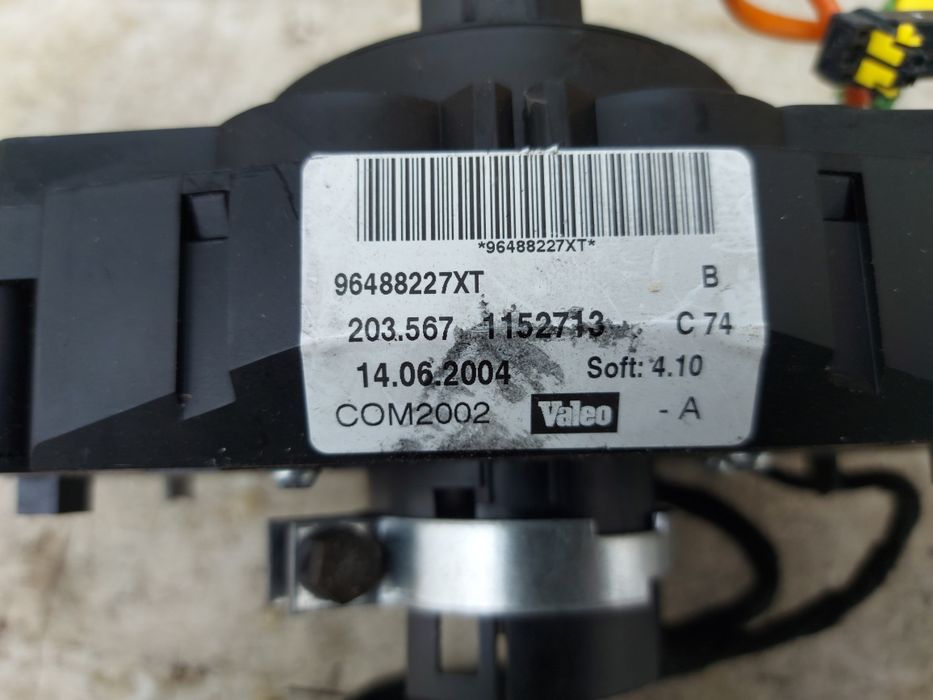 *96488227XT*
96488227XT B
203.567 1152713 C 74
14.06.2004 Soft: 4.10
COM2002 Valeo - A